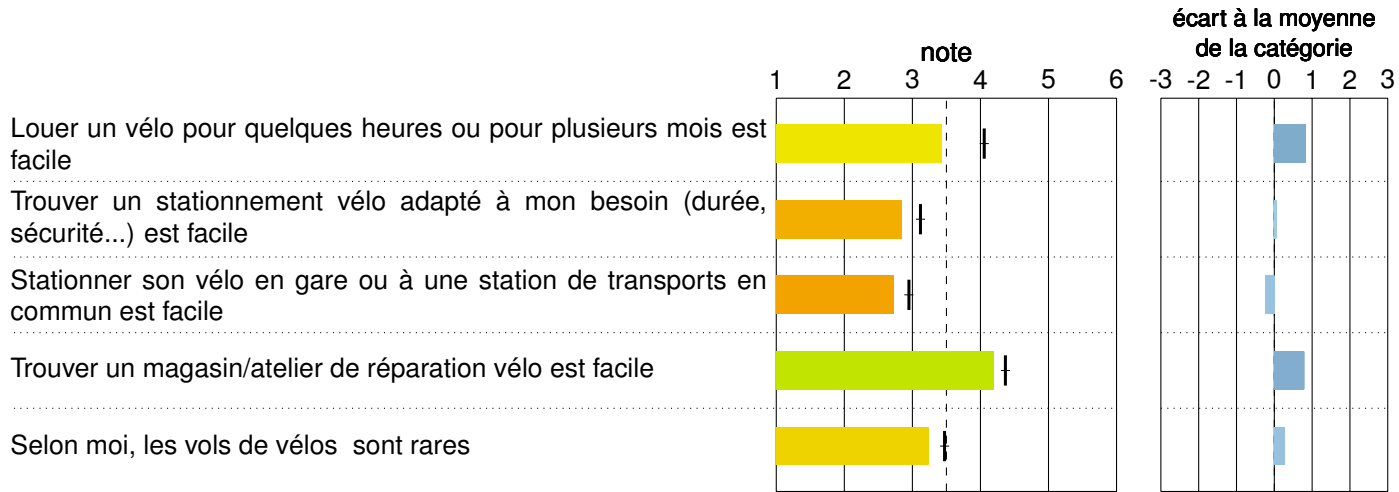 écart à la moyenne
de la catégorie
note
1 2 3 4 5 6
-3 -2 -1 0 1 2 3
Louer un vélo pour quelques heures ou pour plusieurs mois est
facile
Trouver un stationnement vélo adapté à mon besoin (durée,
sécurité...) est facile
Stationner son vélo en gare ou à une station de transports en
commun est facile
Trouver un magasin/atelier de réparation vélo est facile
Selon moi, les vols de vélos sont rares